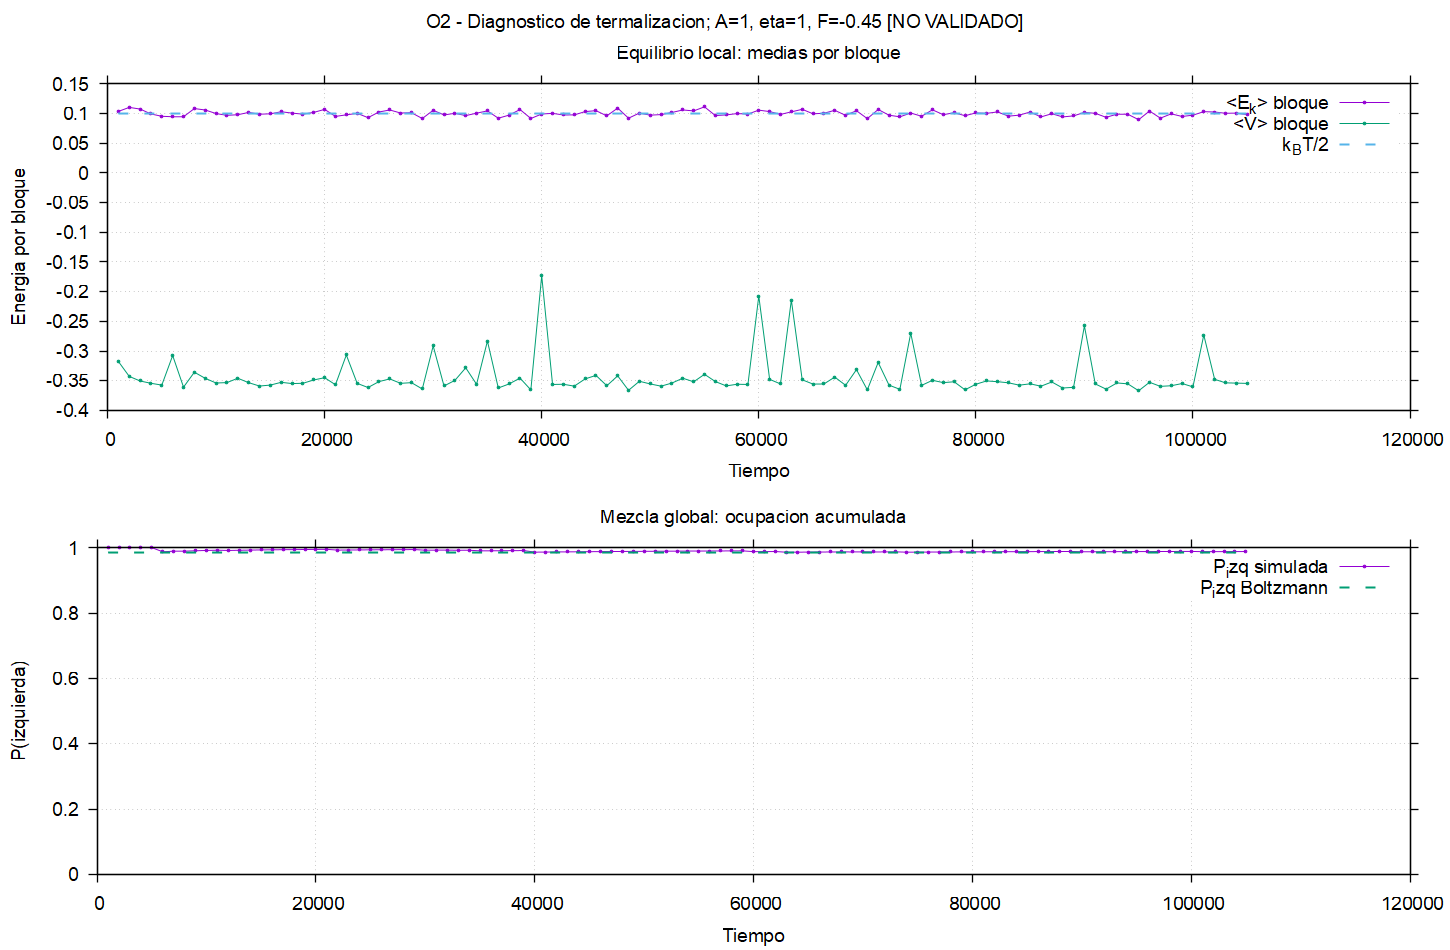 O2 - Diagnostico de termalizacion; A=1, eta=1, F=-0.45 [NO VALIDADO]
Equilibrio local: medias por bloque
0.15
0.1
0.05
0
-0.05
-0.1
-0.15
-0.2
-0.25
-0.3
-0.35
-0.4
Energia por bloque
<E_k> bloque
<V> bloque
k_BT/2
0 20000 40000 60000 80000 100000 120000
Tiempo
Mezcla global: ocupacion acumulada
1
0.8
0.6
0.4
0.2
0
P(izquierda)
P_izq simulada
P_izq Boltzmann
0 20000 40000 60000 80000 100000 120000
Tiempo